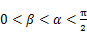 0 < β < α < π/2